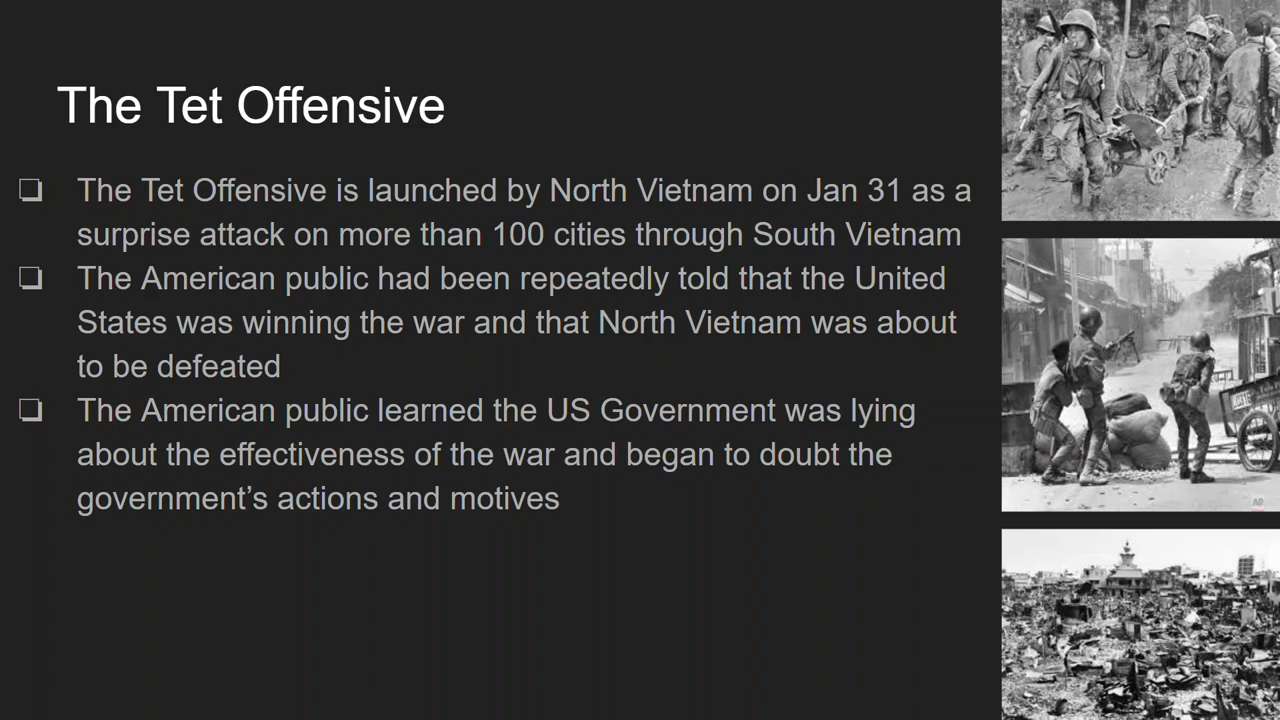 The Tet Offensive
The Tet Offensive is launched by North Vietnam on Jan 31 as a
surprise attack on more than 100 cities through South Vietnam
The American public had been repeatedly told that the United
States was winning the war and that North Vietnam was about
to be defeated
The American public learned the US Government was lying
about the effectiveness of the war and began to doubt the
government’s actions and motives
AP